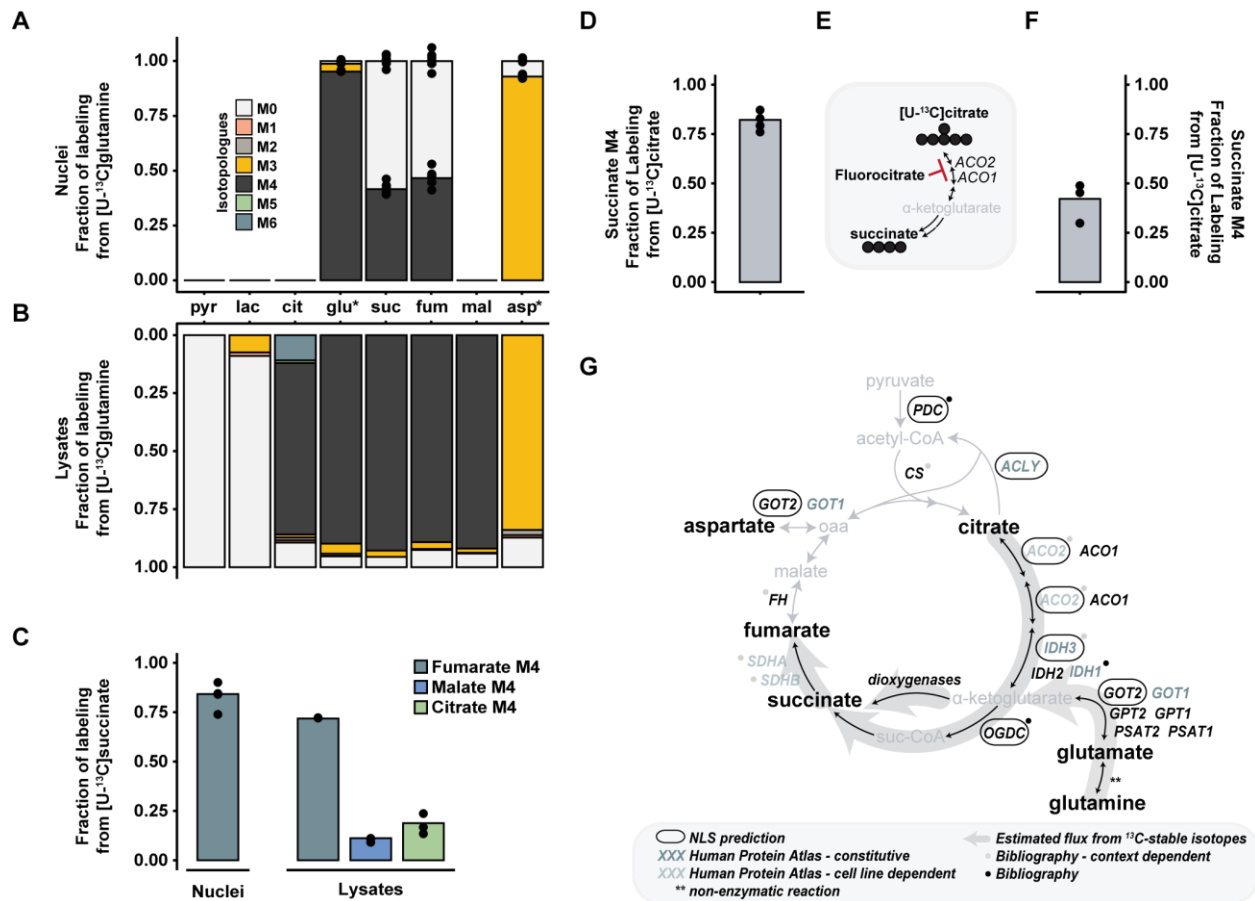 A
Nuclei
Fraction of labeling
from [U-¹³C]glutamine
1.00
0.75
0.50
0.25
0.00
Isotopologues
M0
M1
M2
M3
M4
M5
M6
pyr lac cit glu* suc fum mal asp*
B
Lysates
Fraction of labeling
from [U-¹³C]glutamine
0.00
0.25
0.50
0.75
1.00
C
Fraction of labeling
from [U-¹³C]succinate
1.00
0.75
0.50
0.25
0.00
Fumarate M4
Malate M4
Citrate M4
Nuclei Lysates
D
Succinate M4
Fraction of Labeling
from [U-¹³C]citrate
1.00
0.75
0.50
0.25
0.00
E
[U-¹³C]citrate
ACO2
Fluorocitrate
ACO1
α-ketoglutarate
succinate
F
1.00
0.75
0.50
0.25
0.00
Succinate M4
Fraction of Labeling
from [U-¹³C]citrate
G
pyruvate
PDC
acetyl-CoA
CS
ACLY
GOT2 GOT1
aspartate oaa citrate
ACO2 ACO1
malate
ACO2 ACO1
FH
fumarate
IDH3
SDHA
IDH2 IDH1
SDHB
dioxygenases
succinate α-ketoglutarate
GOT2 GOT1
GPT2 GPT1
suc-CoA OGDC
PSAT2 PSAT1
glutamate
**
glutamine
NLS prediction
XXX Human Protein Atlas - constitutive
XXX Human Protein Atlas - cell line dependent
** non-enzymatic reaction
Estimated flux from ¹³C-stable isotopes
Bibliography - context dependent
Bibliography